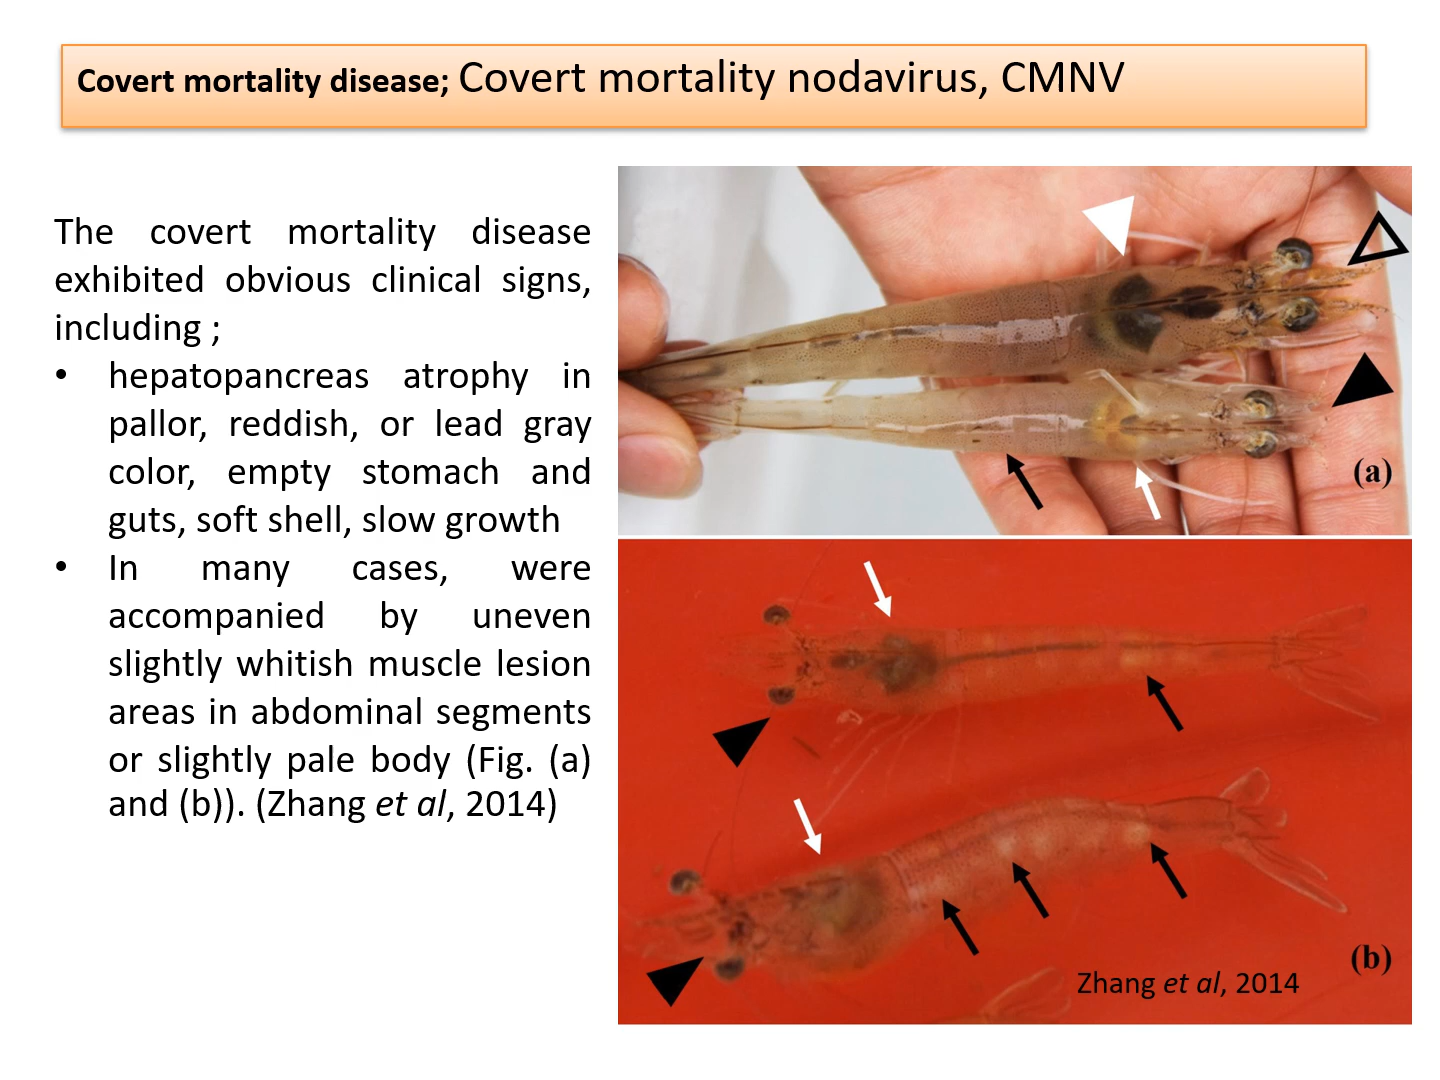 Covert mortality disease; Covert mortality nodavirus, CMNV
The covert mortality disease
exhibited obvious clinical signs,
including ;
• hepatopancreas atrophy in
pallor, reddish, or lead gray
color, empty stomach and
guts, soft shell, slow growth
• In many cases, were
accompanied by uneven
slightly whitish muscle lesion
areas in abdominal segments
or slightly pale body (Fig. (a)
and (b)). (Zhang et al, 2014)
(a)
(b)
Zhang et al, 2014